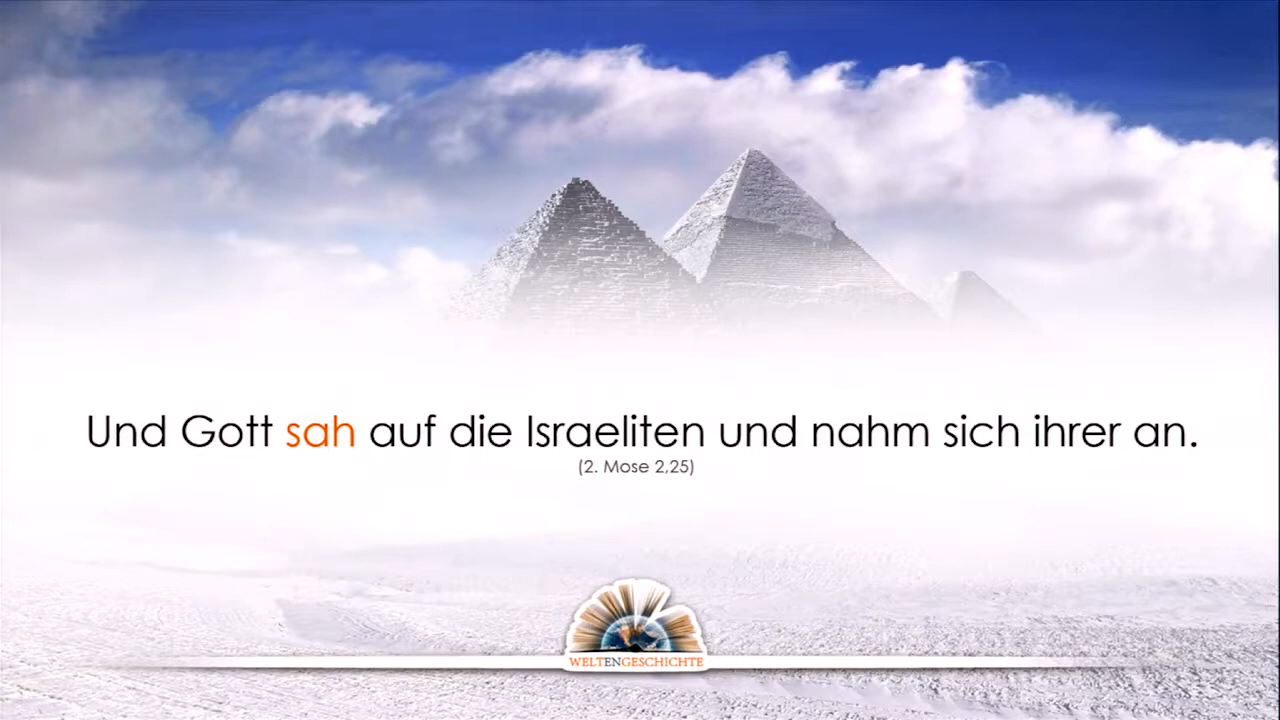 Und Gott sah auf die Israeliten und nahm sich ihrer an.
(2. Mose 2,25)
WELTENGESCHICHTE